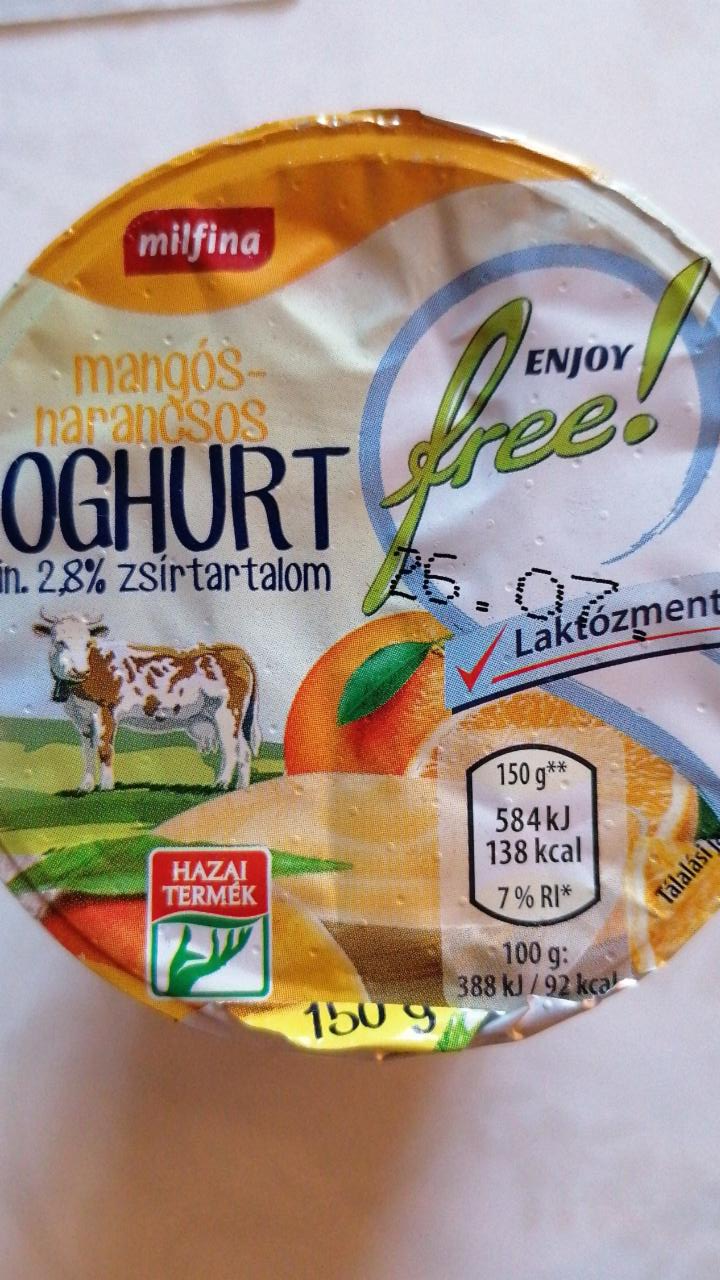 milfina
mangós-
narancsos
OGHURT
in. 2,8% zsírtartalom
ENJOY
free!
26.07.
Laktózment
150 g**
584 kJ
138 kcal
7 % RI*
100 g:
388 kJ / 92 kcal
Tálalási
HAZAI
TERMÉK
150 g